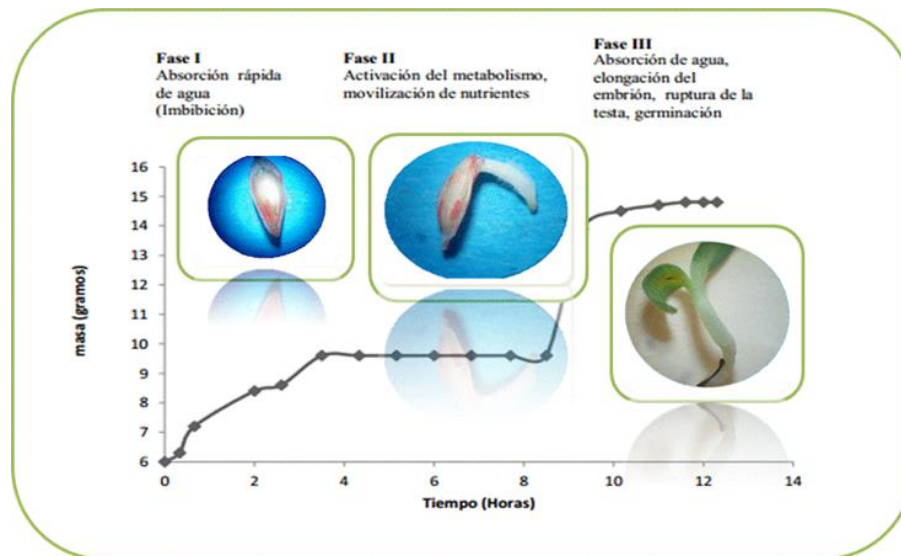 Fase I
Absorción rápida
de agua
(Imbibición)
Fase II
Activación del metabolismo,
movilización de nutrientes
Fase III
Absorción de agua,
elongación del
embrión, ruptura de la
testa, germinación
masa (gramos)
16
15
14
13
12
11
10
9
8
7
6
0 2 4 6 8 10 12 14
Tiempo (Horas)